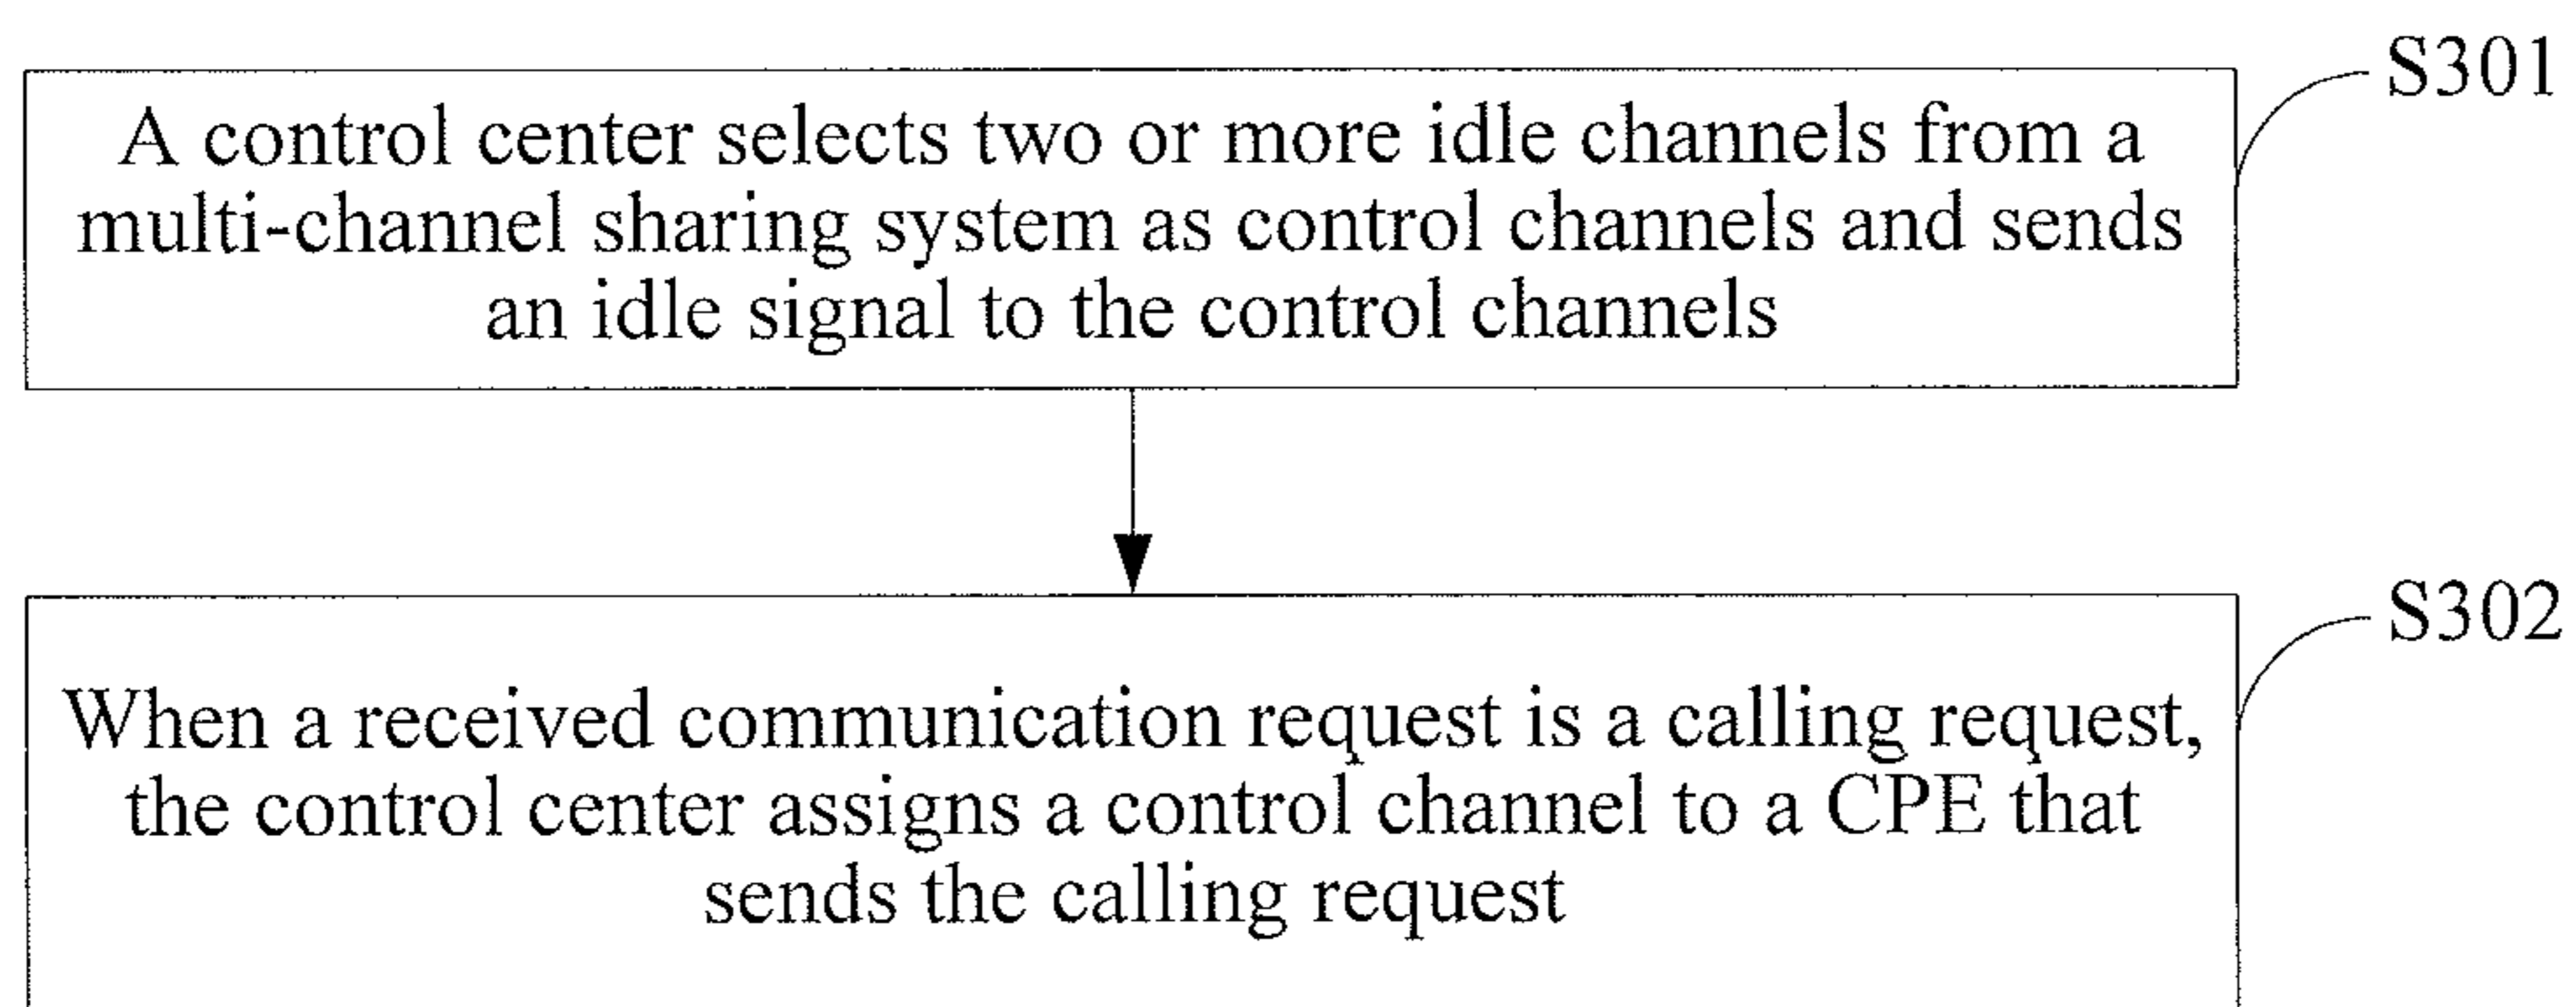 S301
A control center selects two or more idle channels from a
multi-channel sharing system as control channels and sends
an idle signal to the control channels
S302
When a received communication request is a calling request,
the control center assigns a control channel to a CPE that
sends the calling request